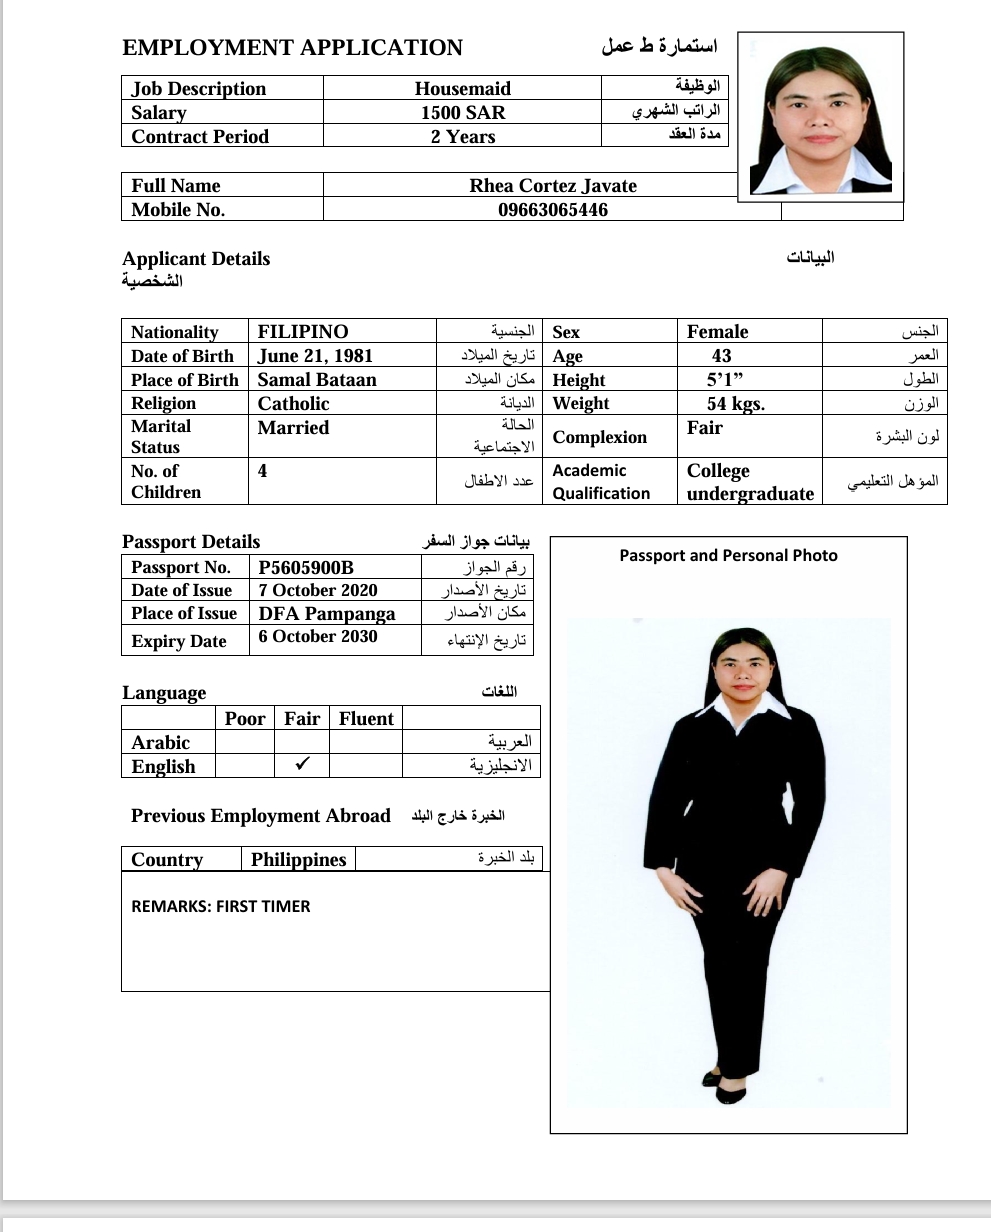 EMPLOYMENT APPLICATION استمارة ط عمل
Job Description Housemaid الوظيفة
Salary 1500 SAR الراتب الشهري
Contract Period 2 Years مدة العقد
Full Name Rhea Cortez Javate
Mobile No. 09663065446
Applicant Details البيانات
الشخصية
Nationality FILIPINO الجنسية Sex Female الجنس
Date of Birth June 21, 1981 تاريخ الميلاد Age 43 العمر
Place of Birth Samal Bataan مكان الميلاد Height 5’1” الطول
Religion Catholic الديانة Weight 54 kgs. الوزن
Marital Status Married الحالة الاجتماعية Complexion Fair لون البشرة
No. of Children 4 عدد الاطفال Academic Qualification College undergraduate المؤهل التعليمي
Passport Details بيانات جواز السفر
Passport No. P5605900B رقم الجواز
Date of Issue 7 October 2020 تاريخ الأصدار
Place of Issue DFA Pampanga مكان الأصدار
Expiry Date 6 October 2030 تاريخ الإنتهاء
Passport and Personal Photo
Language اللغات
Poor Fair Fluent
Arabic العربية
English ✓ الانجليزية
Previous Employment Abroad الخبرة خارج البلد
Country Philippines بلد الخبرة
REMARKS: FIRST TIMER